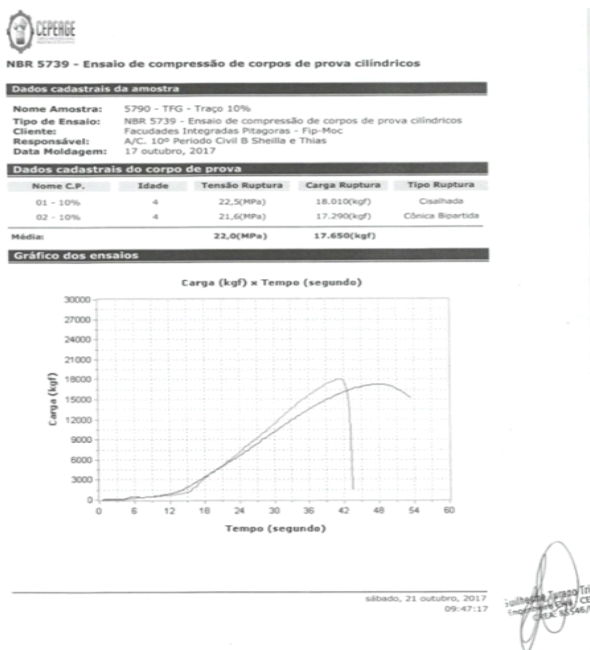 CEPERGE
NBR 5739 - Ensaio de compressão de corpos de prova cilíndricos
Dados cadastrais da amostra
Nome Amostra: 5790 - TFG - Traço 10%
Tipo de Ensaio: NBR 5739 - Ensaio de compressão de corpos de prova cilíndricos
Cliente: Facudades Integradas Pitagoras - Fip-Moc
Responsável: A/C. 10º Periodo Civil B Sheilla e Thias
Data Moldagem: 17 outubro, 2017
Dados cadastrais do corpo de prova
Nome C.P. Idade Tensão Ruptura Carga Ruptura Tipo Ruptura
01 - 10% 4 22,5(MPa) 18.010(kgf) Cisalhada
02 - 10% 4 21,6(MPa) 17.290(kgf) Cônica Bipartida
Média: 22,0(MPa) 17.650(kgf)
Gráfico dos ensaios
Carga (kgf) x Tempo (segundo)
30000
27000
24000
21000
18000
15000
12000
9000
6000
3000
0
Carga (kgf)
0 6 12 18 24 30 36 42 48 54 60
Tempo (segundo)
sábado, 21 outubro, 2017
09:47:17